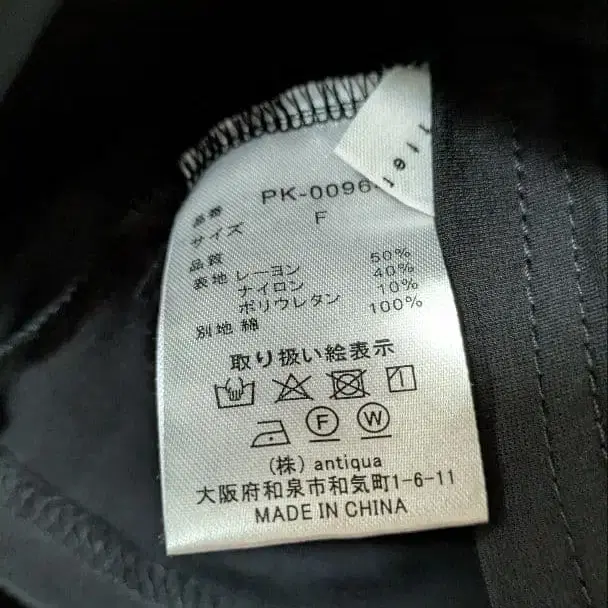 品番 PK-0096
サイズ F
品質
表地 レーヨン 50%
ナイロン 40%
ポリウレタン 10%
別地 綿 100%
取り扱い絵表示
F W
(株) antiqua
大阪府和泉市和気町1-6-11
MADE IN CHINA